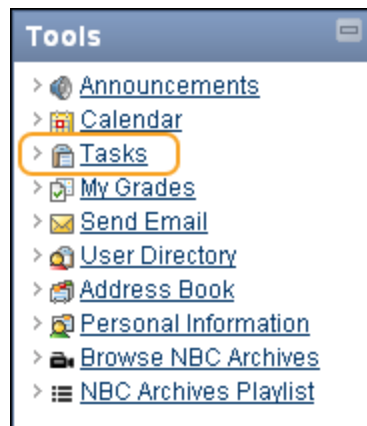 Tools
Announcements
Calendar
Tasks
My Grades
Send Email
User Directory
Address Book
Personal Information
Browse NBC Archives
NBC Archives Playlist